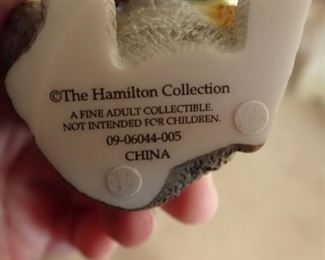 ©The Hamilton Collection
A FINE ADULT COLLECTIBLE.
NOT INTENDED FOR CHILDREN.
09-06044-005
CHINA